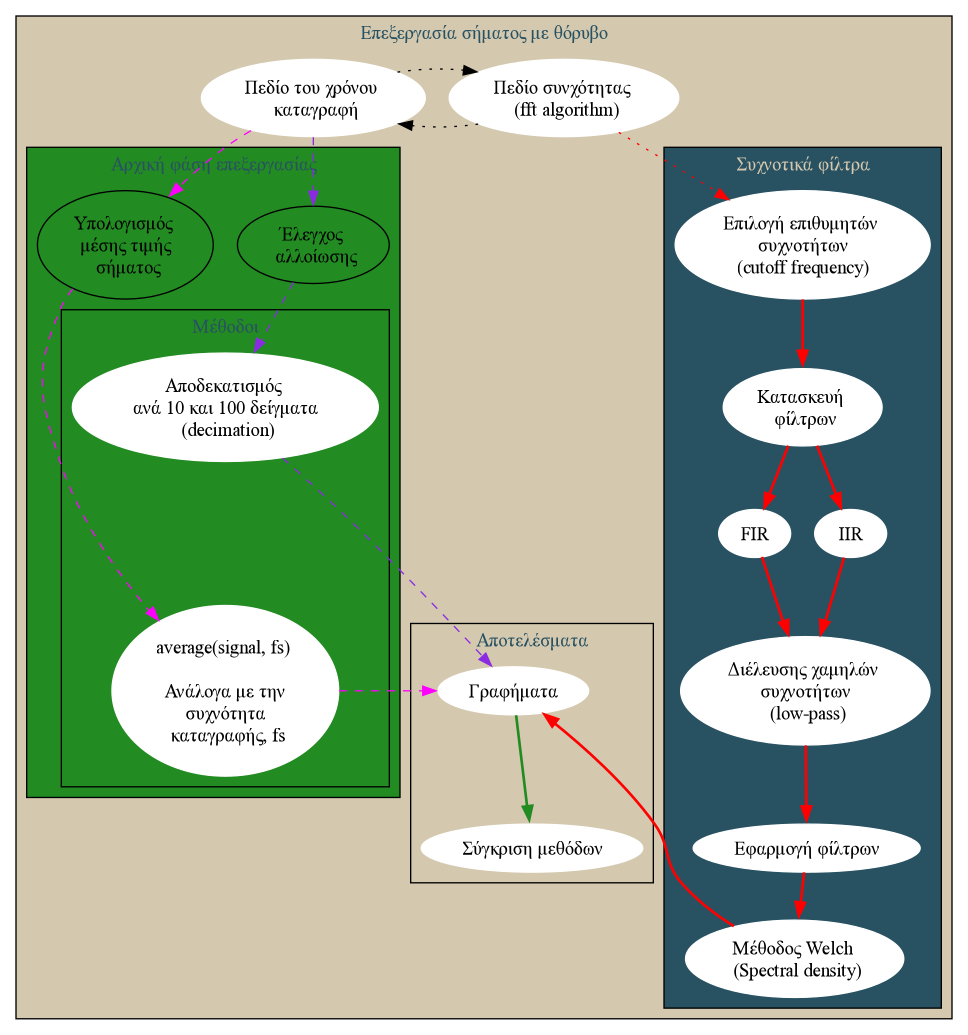 Επεξεργασία σήματος με θόρυβο
Πεδίο του χρόνου
καταγραφή
Πεδίο συνχότητας
(fft algorithm)
Αρχική φάση επεξεργασίας
Υπολογισμός
μέσης τιμής
σήματος
Έλεγχος
αλλοίωσης
Μέθοδοι
Αποδεκατισμός
ανά 10 και 100 δείγματα
(decimation)
average(signal, fs)
Ανάλογα με την
συχνότητα
καταγραφής, fs
Αποτελέσματα
Γραφήματα
Σύγκριση μεθόδων
Συχνοτικά φίλτρα
Επιλογή επιθυμητών
συχνοτήτων
(cutoff frequency)
Κατασκευή
φίλτρων
FIR
IIR
Διέλευσης χαμηλών
συχνοτήτων
(low-pass)
Εφαρμογή φίλτρων
Μέθοδος Welch
(Spectral density)